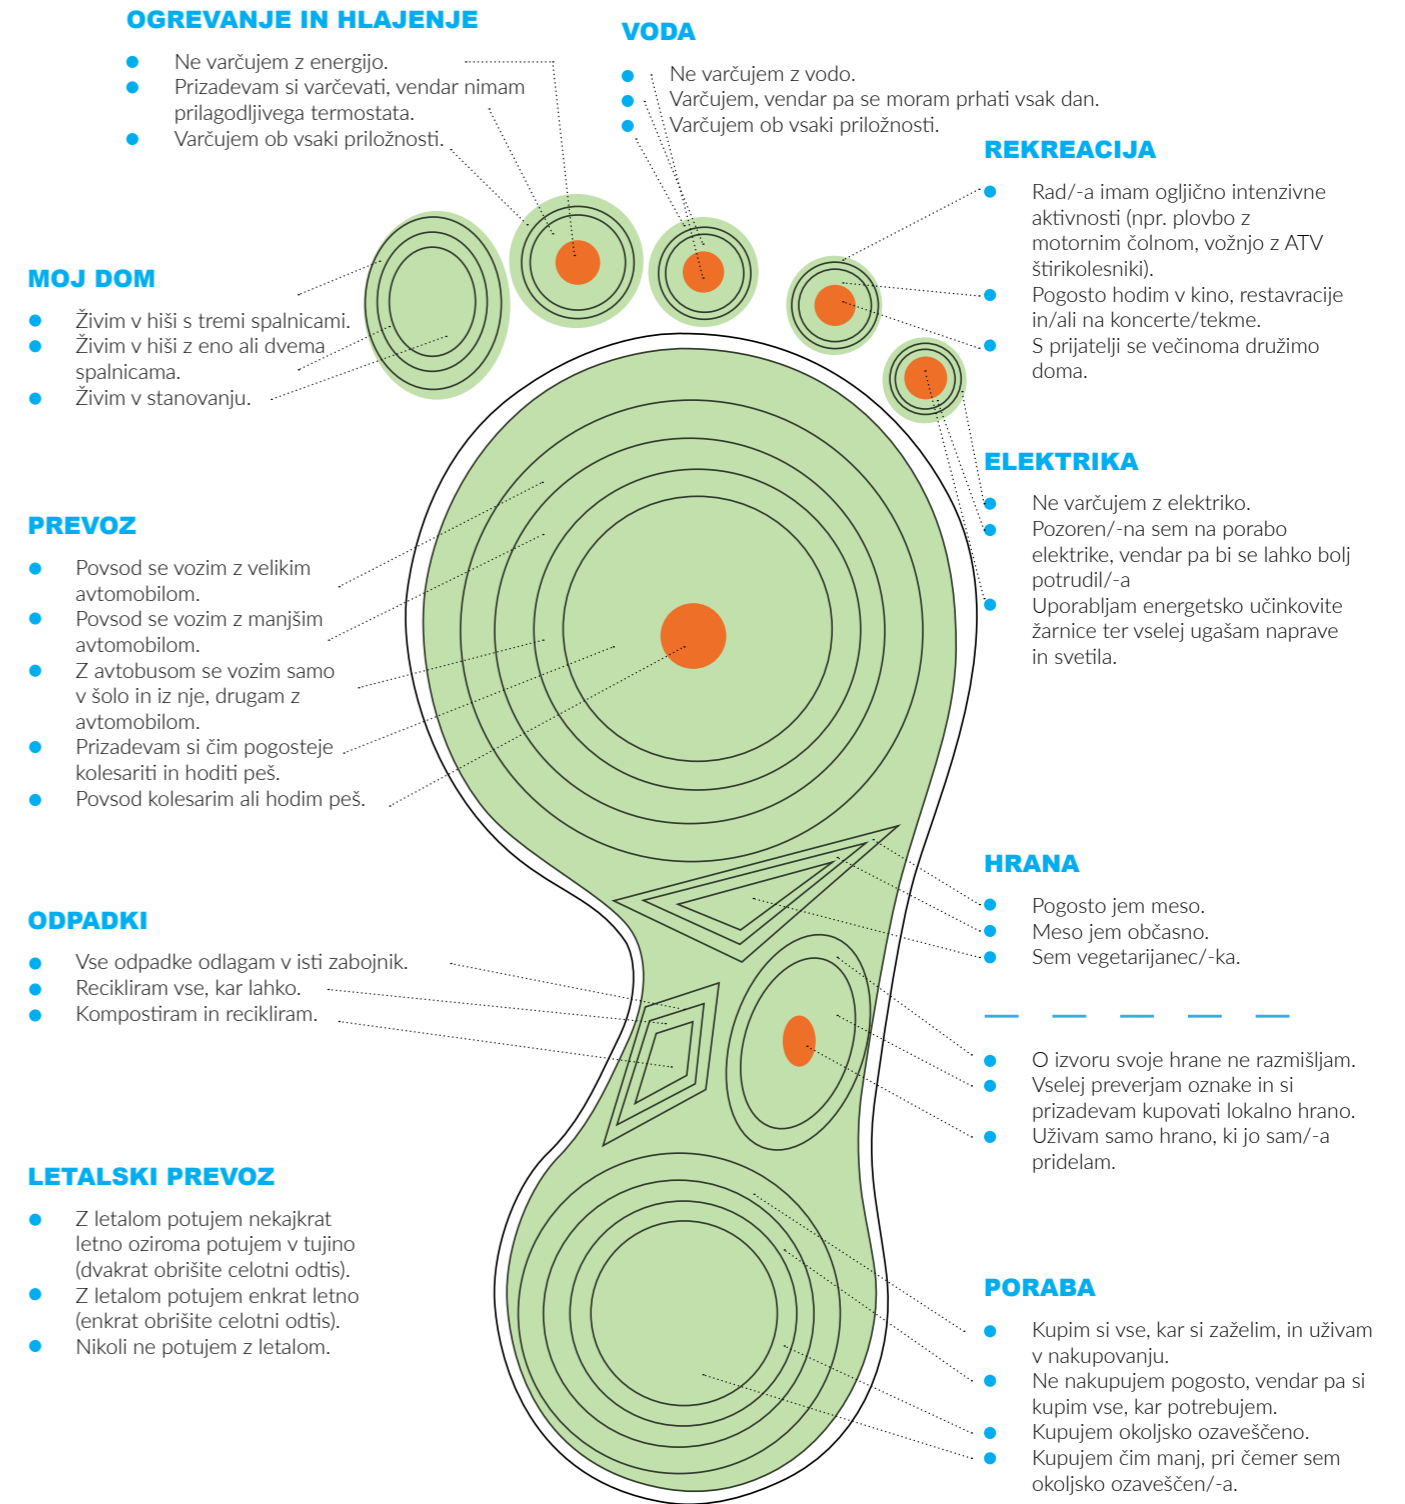 OGREVANJE IN HLAJENJE
Ne varčujem z energijo.
Prizadevam si varčevati, vendar nimam
prilagodljivega termostata.
Varčujem ob vsaki priložnosti.
VODA
Ne varčujem z vodo.
Varčujem, vendar pa se moram prhati vsak dan.
Varčujem ob vsaki priložnosti.
REKREACIJA
Rad/-a imam ogljično intenzivne
aktivnosti (npr. plovbo z
motornim čolnom, vožnjo z ATV
štirikolesniki).
Pogosto hodim v kino, restavracije
in/ali na koncerte/tekme.
S prijatelji se večinoma družimo
doma.
MOJ DOM
Živim v hiši s tremi spalnicami.
Živim v hiši z eno ali dvema
spalnicama.
Živim v stanovanju.
ELEKTRIKA
Ne varčujem z elektriko.
Pozoren/-na sem na porabo
elektrike, vendar pa bi se lahko bolj
potrudil/-a
Uporabljam energetsko učinkovite
žarnice ter vselej ugašam naprave
in svetila.
PREVOZ
Povsod se vozim z velikim
avtomobilom.
Povsod se vozim z manjšim
avtomobilom.
Z avtobusom se vozim samo
v šolo in iz nje, drugam z
avtomobilom.
Prizadevam si čim pogosteje
kolesariti in hoditi peš.
Povsod kolesarim ali hodim peš.
HRANA
Pogosto jem meso.
Meso jem občasno.
Sem vegetarijanec/-ka.
O izvoru svoje hrane ne razmišljam.
Vselej preverjam oznake in si
prizadevam kupovati lokalno hrano.
Uživam samo hrano, ki jo sam/-a
pridelam.
ODPADKI
Vse odpadke odlagam v isti zabojnik.
Recikliram vse, kar lahko.
Kompostiram in recikliram.
LETALSKI PREVOZ
Z letalom potujem nekajkrat
letno oziroma potujem v tujino
(dvakrat obrišite celotni odtis).
Z letalom potujem enkrat letno
(enkrat obrišite celotni odtis).
Nikoli ne potujem z letalom.
PORABA
Kupim si vse, kar si zaželim, in uživam
v nakupovanju.
Ne nakupujem pogosto, vendar pa si
kupim vse, kar potrebujem.
Kupujem okoljsko ozaveščeno.
Kupujem čim manj, pri čemer sem
okoljsko ozaveščen/-a.